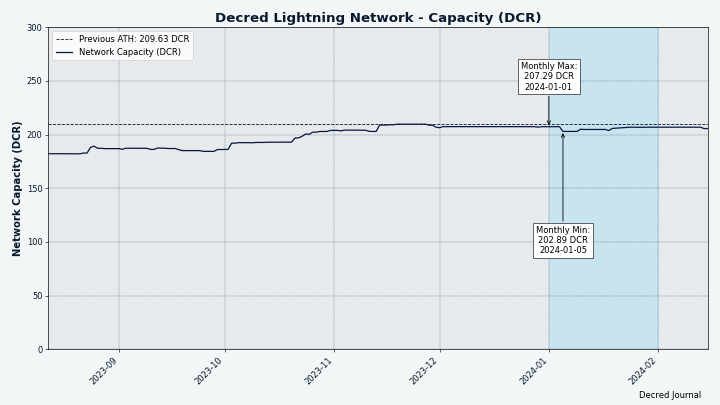 Decred Lightning Network - Capacity (DCR)
Previous ATH: 209.63 DCR
Network Capacity (DCR)
Monthly Max:
207.29 DCR
2024-01-01
Monthly Min:
202.89 DCR
2024-01-05
Network Capacity (DCR)
300
250
200
150
100
50
0
2023-09
2023-10
2023-11
2023-12
2024-01
2024-02
Decred Journal